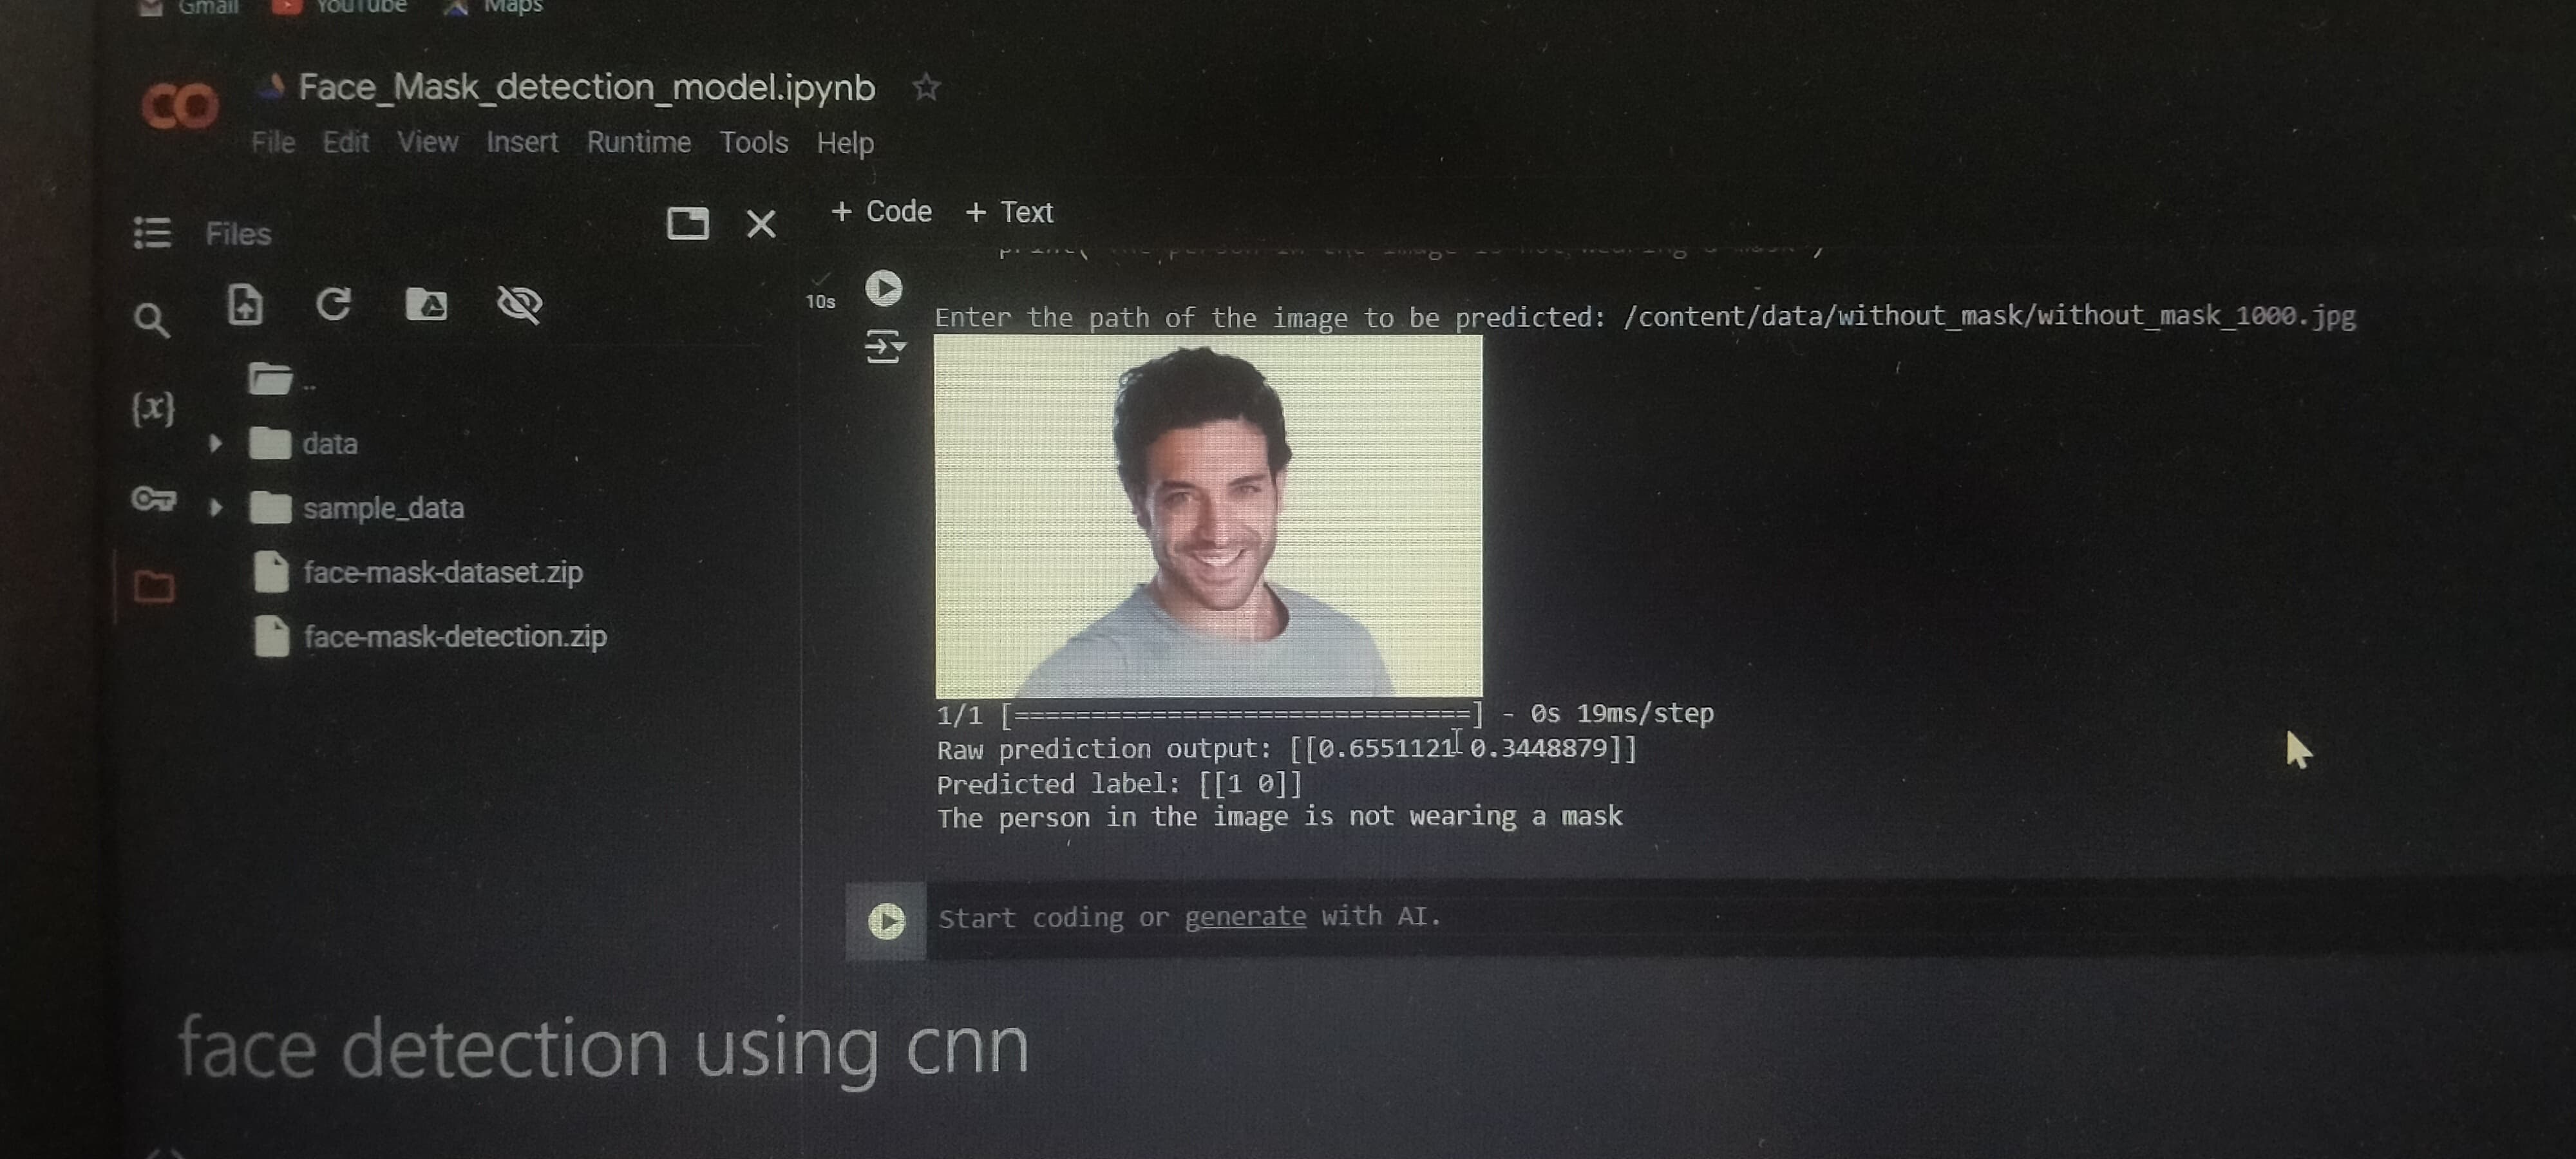 Gmail YouTube Maps
CO Face_Mask_detection_model.ipynb
File Edit View Insert Runtime Tools Help
Files
+ Code + Text
10s
Enter the path of the image to be predicted: /content/data/without_mask/without_mask_1000.jpg
{x}
..
data
sample_data
face-mask-dataset.zip
face-mask-detection.zip
1/1 [==============================] - 0s 19ms/step
Raw prediction output: [[0.6551121 0.3448879]]
Predicted label: [[1 0]]
The person in the image is not wearing a mask
Start coding or generate with AI.
face detection using cnn